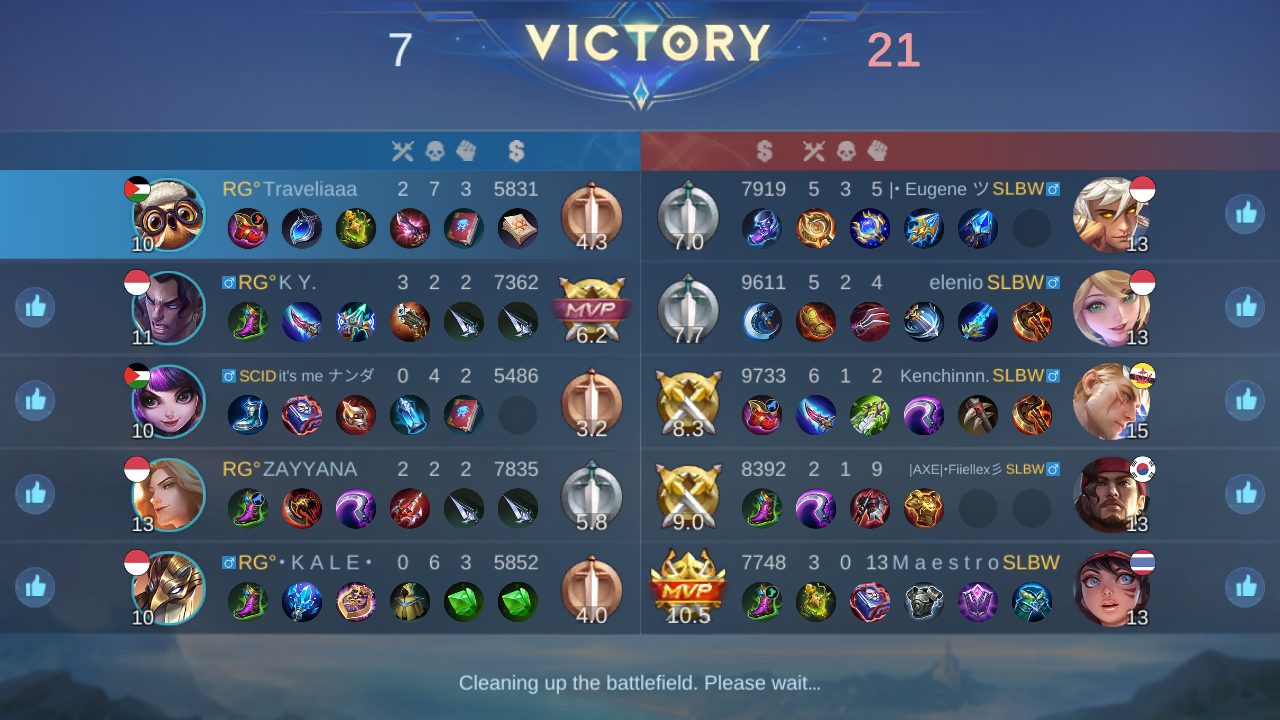 7 VICTORY 21
RG°Traveliaaa 2 7 3 5831
10 4.3
7919 5 3 5 |• Eugene ツ SLBW♂
7.0 13
♂RG°K Y. 3 2 2 7362
11 MVP 6.2
9611 5 2 4 elenio SLBW♂
7.7 13
♂SCID it's me ナンダ 0 4 2 5486
10 3.2
9733 6 1 2 Kenchinnn. SLBW♂
8.3 15
RG°ZAYYANA 2 2 2 7835
13 5.8
8392 2 1 9 |AXE|•Fiiellex彡 SLBW♂
9.0 13
♂RG°• K A L E • 0 6 3 5852
10 4.0
7748 3 0 13 M a e s t r o SLBW
MVP 10.5 13
Cleaning up the battlefield. Please wait...